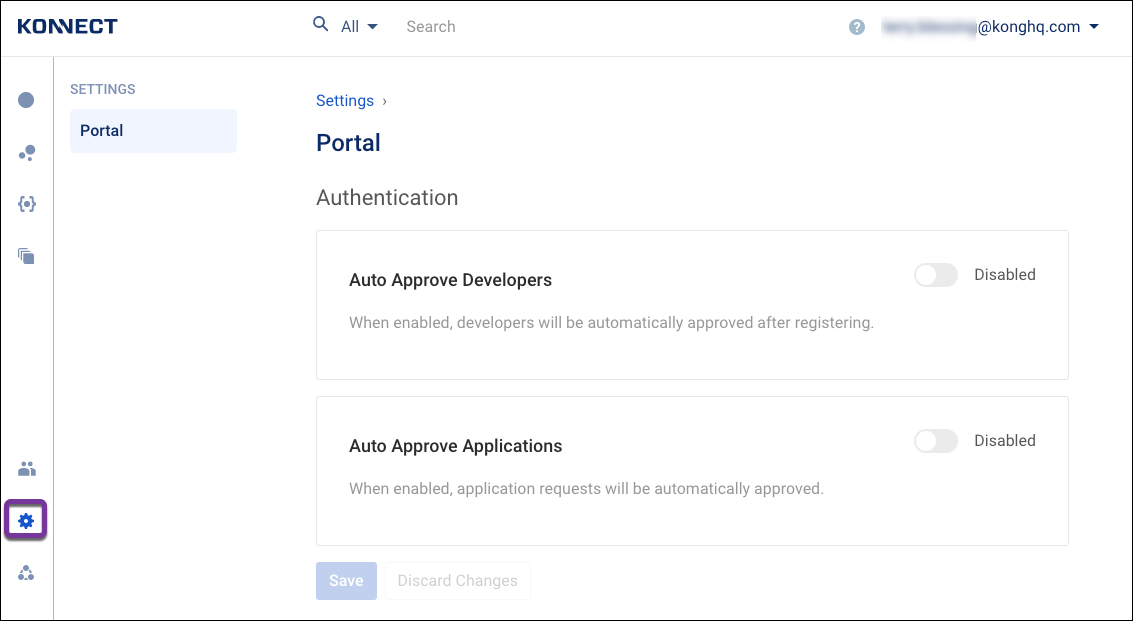 KONNECT
All
Search
?
@konghq.com
SETTINGS
Portal
Settings ›
Portal
Authentication
Auto Approve Developers
Disabled
When enabled, developers will be automatically approved after registering.
Auto Approve Applications
Disabled
When enabled, application requests will be automatically approved.
Save
Discard Changes